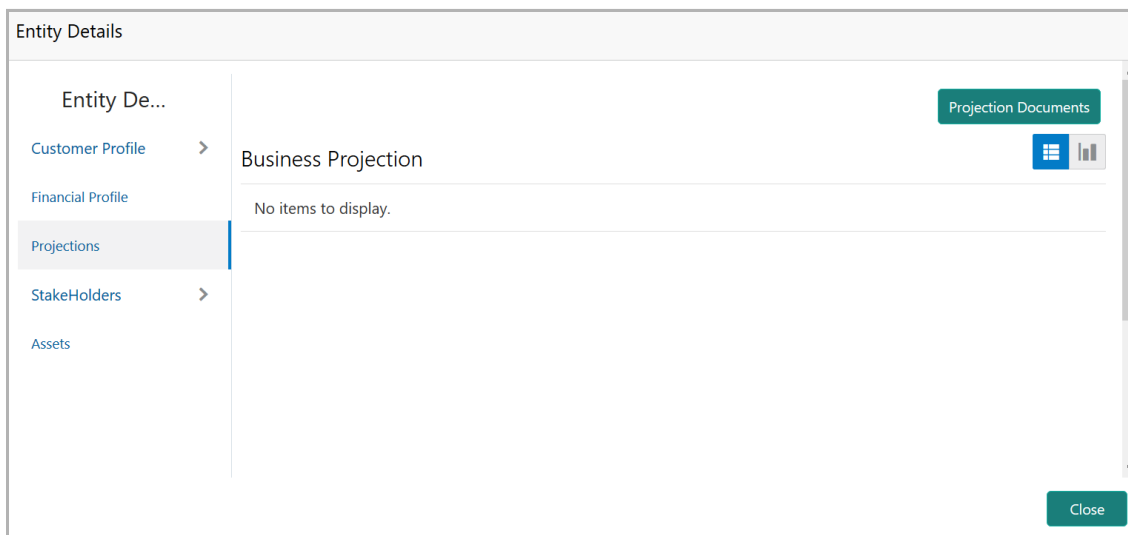 Entity Details
Entity De...
Customer Profile
Financial Profile
Projections
StakeHolders
Assets
Projection Documents
Business Projection
No items to display.
Close